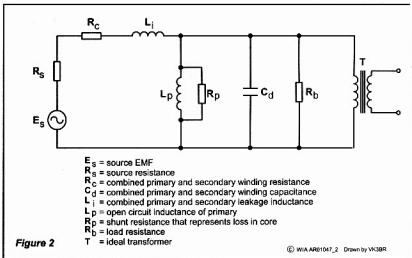 Rc
Li
T
Rs
Lp
Rp
Cd
Rb
Es
Es = source EMF
Rs = source resistance
Rc = combined primary and secondary winding resistance
Cd = combined primary and secondary winding capacitance
Li = combined primary and secondary leakage inductance
Lp = open circuit inductance of primary
Rp = shunt resistance that represents loss in core
Rb = load resistance
T = ideal transformer
Figure 2
© WIA AR01047_2 Drawn by VK3BR